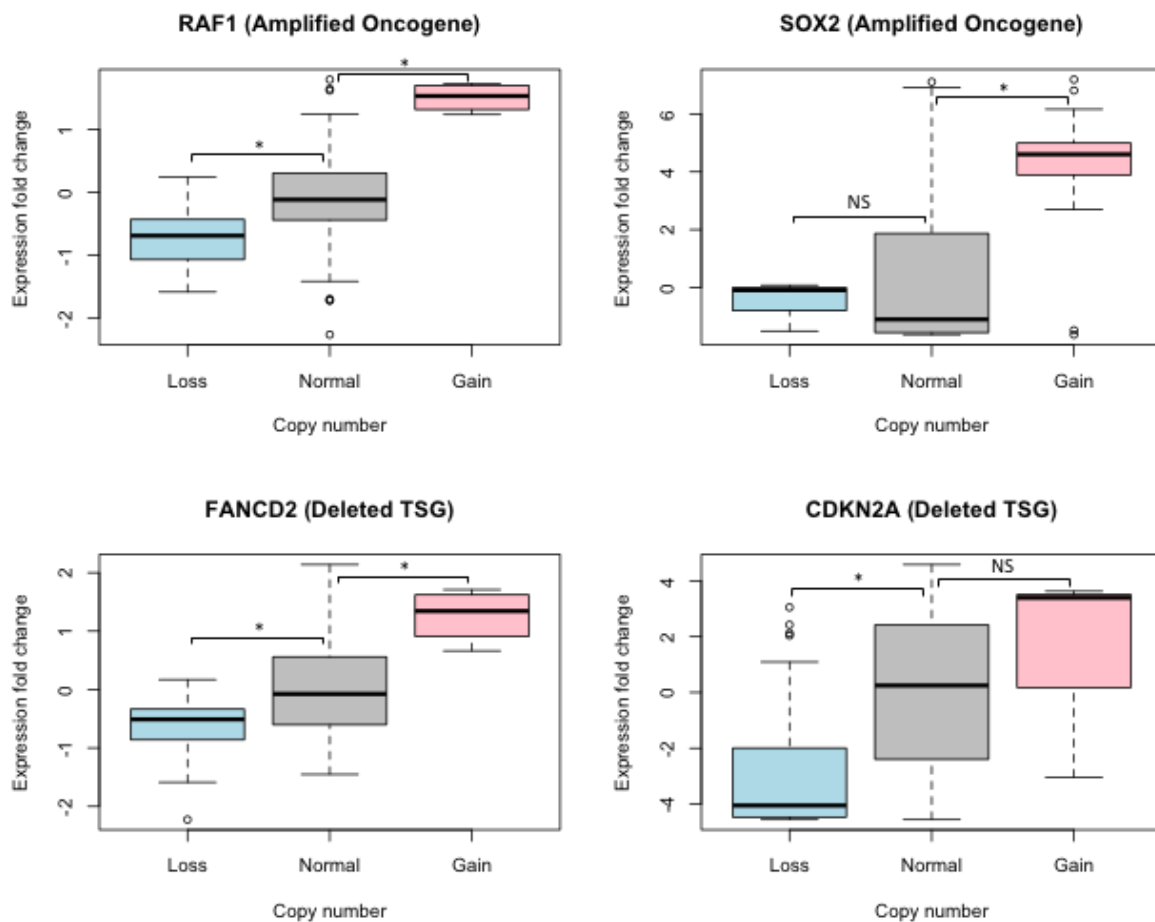 RAF1 (Amplified Oncogene)
Expression fold change
1
0
-1
-2
*
*
Loss Normal Gain
Copy number
SOX2 (Amplified Oncogene)
Expression fold change
6
4
2
0
NS
*
Loss Normal Gain
Copy number
FANCD2 (Deleted TSG)
Expression fold change
2
1
0
-1
-2
*
*
Loss Normal Gain
Copy number
CDKN2A (Deleted TSG)
Expression fold change
4
2
0
-2
-4
*
NS
Loss Normal Gain
Copy number